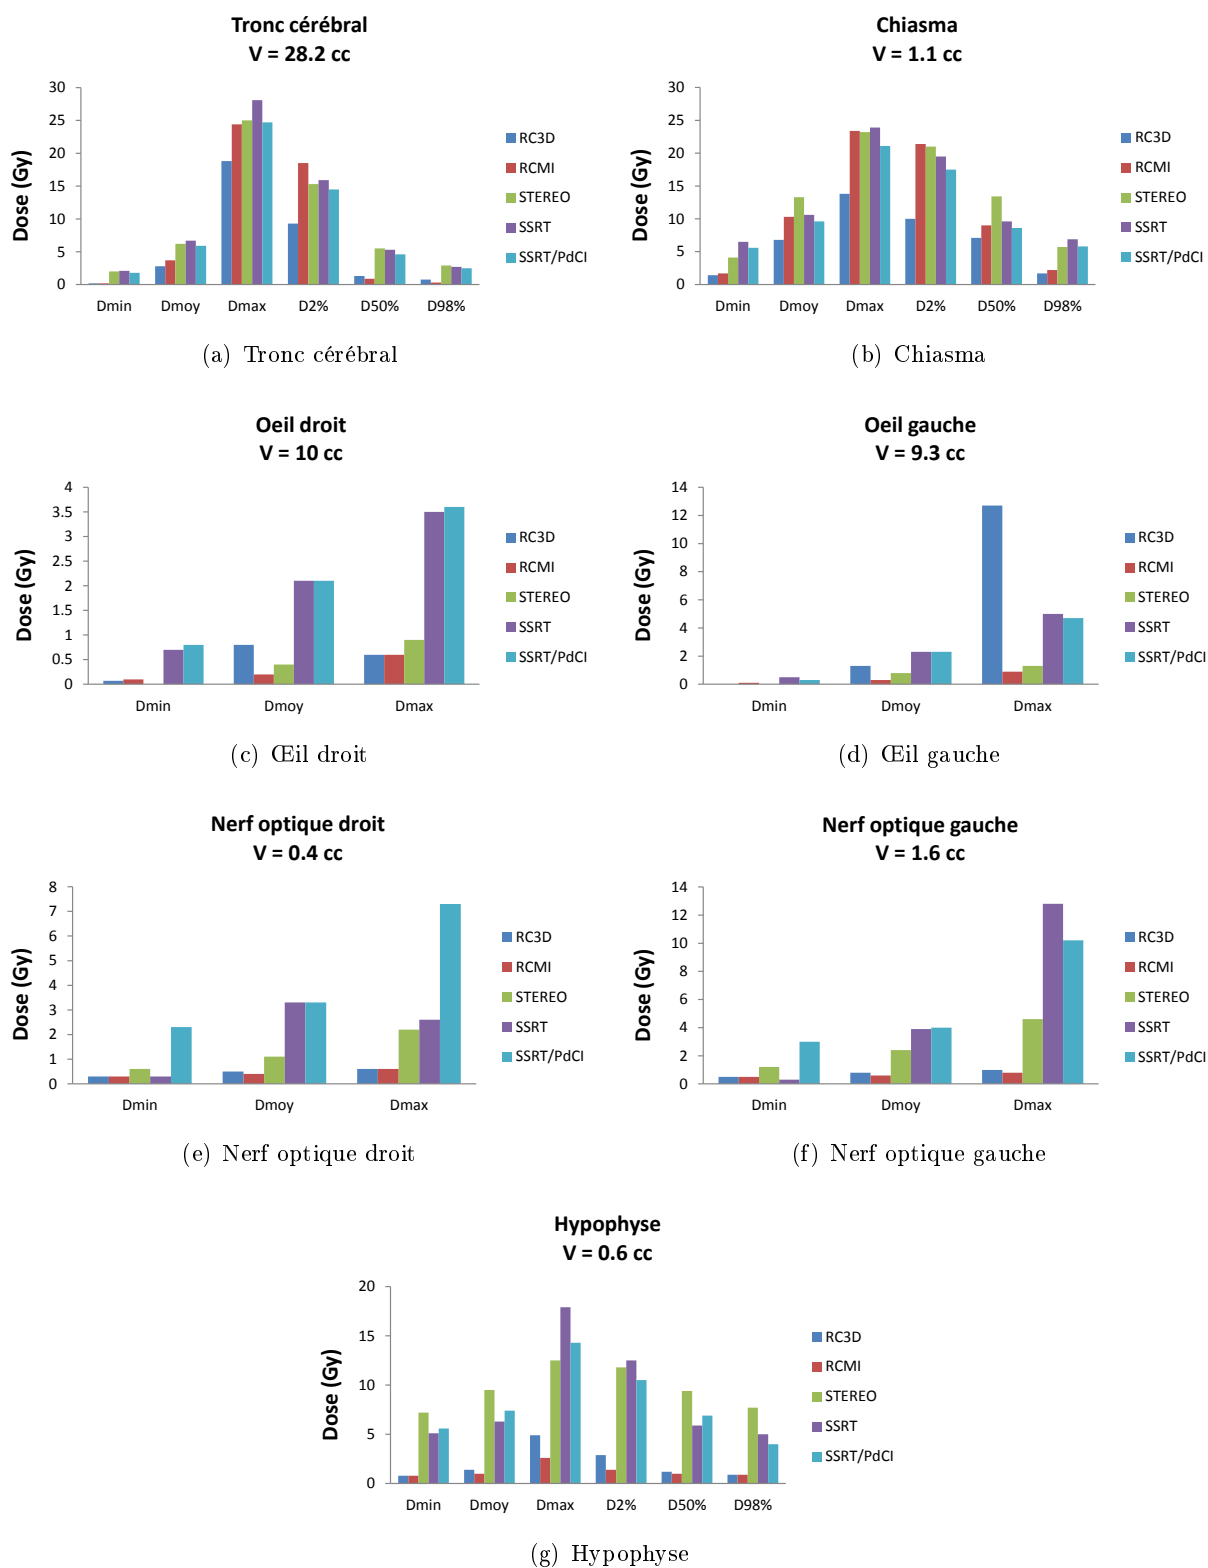 Tronc cérébral
V = 28.2 cc
Dose (Gy)
30
25
20
15
10
5
0
Dmin Dmoy Dmax D2% D50% D98%
RC3D
RCMI
STEREO
SSRT
SSRT/PdCI
(a) Tronc cérébral
Chiasma
V = 1.1 cc
Dose (Gy)
30
25
20
15
10
5
0
Dmin Dmoy Dmax D2% D50% D98%
RC3D
RCMI
STEREO
SSRT
SSRT/PdCI
(b) Chiasma
Oeil droit
V = 10 cc
Dose (Gy)
4
3.5
3
2.5
2
1.5
1
0.5
0
Dmin Dmoy Dmax
RC3D
RCMI
STEREO
SSRT
SSRT/PdCI
(c) Œil droit
Oeil gauche
V = 9.3 cc
Dose (Gy)
14
12
10
8
6
4
2
0
Dmin Dmoy Dmax
RC3D
RCMI
STEREO
SSRT
SSRT/PdCI
(d) Œil gauche
Nerf optique droit
V = 0.4 cc
Dose (Gy)
8
7
6
5
4
3
2
1
0
Dmin Dmoy Dmax
RC3D
RCMI
STEREO
SSRT
SSRT/PdCI
(e) Nerf optique droit
Nerf optique gauche
V = 1.6 cc
Dose (Gy)
14
12
10
8
6
4
2
0
Dmin Dmoy Dmax
RC3D
RCMI
STEREO
SSRT
SSRT/PdCI
(f) Nerf optique gauche
Hypophyse
V = 0.6 cc
Dose (Gy)
20
15
10
5
0
Dmin Dmoy Dmax D2% D50% D98%
RC3D
RCMI
STEREO
SSRT
SSRT/PdCI
(g) Hypophyse